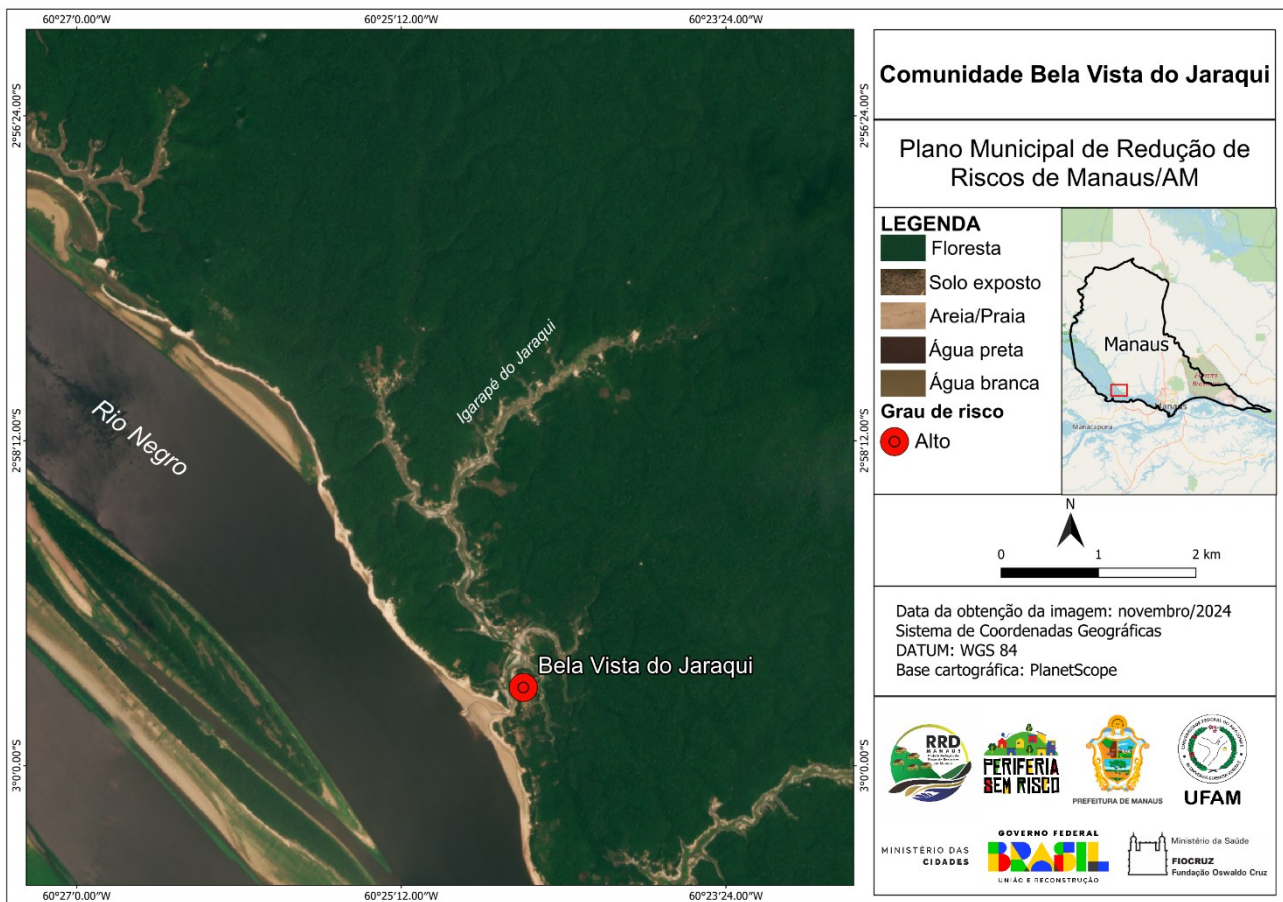 60°27'0.00"W
60°25'12.00"W
60°23'24.00"W
2°56'24.00"S
2°58'12.00"S
3°0'0.00"S
Rio Negro
Igarapé do Jaraqui
Bela Vista do Jaraqui
2°56'24.00"S
2°58'12.00"S
3°0'0.00"S
60°27'0.00"W
60°25'12.00"W
60°23'24.00"W
Comunidade Bela Vista do Jaraqui
Plano Municipal de Redução de
Riscos de Manaus/AM
LEGENDA
Floresta
Solo exposto
Areia/Praia
Água preta
Água branca
Grau de risco
Alto
Manaus
Manaus
Manacapuru
N
0 1 2 km
Data da obtenção da imagem: novembro/2024
Sistema de Coordenadas Geográficas
DATUM: WGS 84
Base cartográfica: PlanetScope
RRD
MANAUS
PERIFERIA
SEM RISCO
PREFEITURA DE MANAUS
UFAM
MINISTÉRIO DAS
CIDADES
GOVERNO FEDERAL
BRASIL
UNIÃO E RECONSTRUÇÃO
Ministério da Saúde
FIOCRUZ
Fundação Oswaldo Cruz